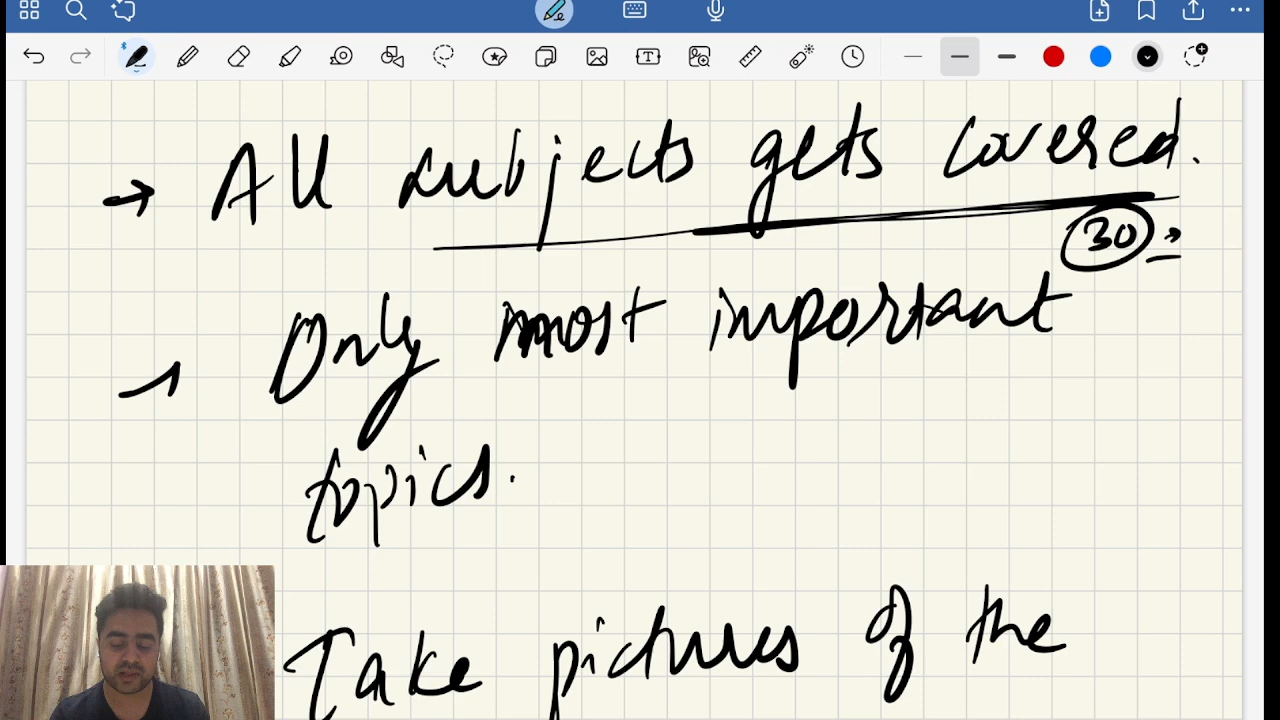 → All subjects gets covered.
30
Only most important
topics.
Take pictures of the